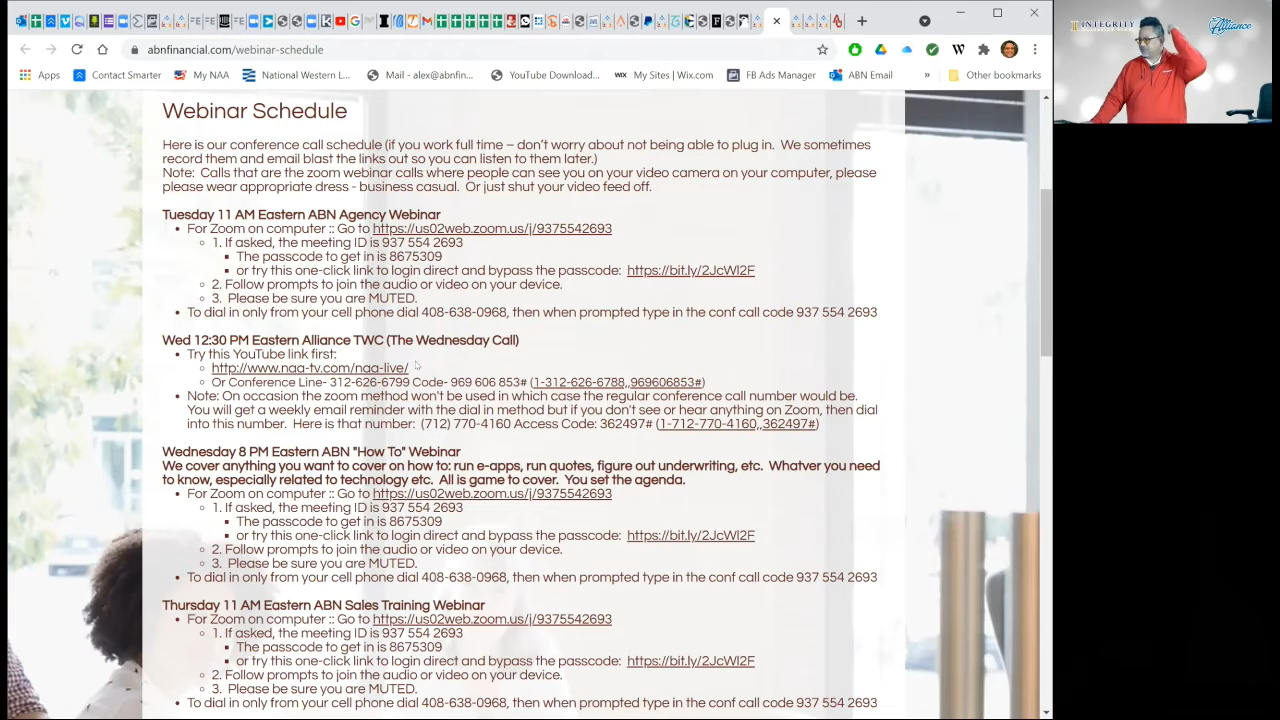 abnfinancial.com/webinar-schedule
Apps
Contact Smarter
My NAA
National Western L...
Mail - alex@abnfin...
YouTube Download...
WIX My Sites | Wix.com
FB Ads Manager
ABN Email
»
Other bookmarks
INTEGRITY
Alliance
Webinar Schedule
Here is our conference call schedule (if you work full time – don't worry about not being able to plug in. We sometimes
record them and email blast the links out so you can listen to them later.)
Note: Calls that are the zoom webinar calls where people can see you on your video camera on your computer, please
please wear appropriate dress - business casual. Or just shut your video feed off.
Tuesday 11 AM Eastern ABN Agency Webinar
• For Zoom on computer :: Go to https://us02web.zoom.us/j/9375542693
1. If asked, the meeting ID is 937 554 2693
The passcode to get in is 8675309
or try this one-click link to login direct and bypass the passcode: https://bit.ly/2JcWl2F
2. Follow prompts to join the audio or video on your device.
3. Please be sure you are MUTED.
• To dial in only from your cell phone dial 408-638-0968, then when prompted type in the conf call code 937 554 2693
Wed 12:30 PM Eastern Alliance TWC (The Wednesday Call)
• Try this YouTube link first:
http://www.naa-tv.com/naa-live/
Or Conference Line- 312-626-6799 Code- 969 606 853# (1-312-626-6788,,969606853#)
• Note: On occasion the zoom method won't be used in which case the regular conference call number would be.
You will get a weekly email reminder with the dial in method but if you don't see or hear anything on Zoom, then dial
into this number. Here is that number: (712) 770-4160 Access Code: 362497# (1-712-770-4160,,362497#)
Wednesday 8 PM Eastern ABN "How To" Webinar
We cover anything you want to cover on how to: run e-apps, run quotes, figure out underwriting, etc. Whatver you need
to know, especially related to technology etc. All is game to cover. You set the agenda.
• For Zoom on computer :: Go to https://us02web.zoom.us/j/9375542693
1. If asked, the meeting ID is 937 554 2693
The passcode to get in is 8675309
or try this one-click link to login direct and bypass the passcode: https://bit.ly/2JcWl2F
2. Follow prompts to join the audio or video on your device.
3. Please be sure you are MUTED.
• To dial in only from your cell phone dial 408-638-0968, then when prompted type in the conf call code 937 554 2693
Thursday 11 AM Eastern ABN Sales Training Webinar
• For Zoom on computer :: Go to https://us02web.zoom.us/j/9375542693
1. If asked, the meeting ID is 937 554 2693
The passcode to get in is 8675309
or try this one-click link to login direct and bypass the passcode: https://bit.ly/2JcWl2F
2. Follow prompts to join the audio or video on your device.
3. Please be sure you are MUTED.
• To dial in only from your cell phone dial 408-638-0968, then when prompted type in the conf call code 937 554 2693